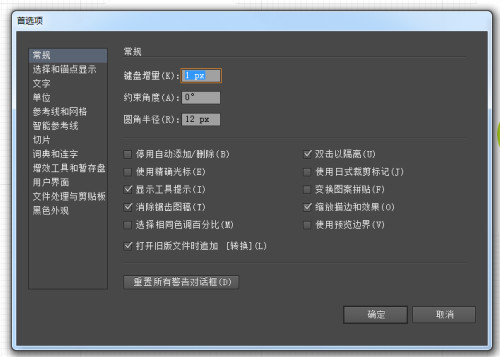 首选项
常规
选择和锚点显示
文字
单位
参考线和网格
智能参考线
切片
词典和连字
增效工具和暂存盘
用户界面
文件处理与剪贴板
黑色外观
常规
键盘增量(K): 1 px
约束角度(A): 0°
圆角半径(R): 12 px
停用自动添加/删除(B)
双击以隔离(U)
使用精确光标(E)
使用日式裁剪标记(J)
显示工具提示(I)
变换图案拼贴(F)
消除锯齿图稿(T)
缩放描边和效果(O)
选择相同色调百分比(M)
使用预览边界(V)
打开旧版文件时追加 [转换](L)
重置所有警告对话框(D)
确定
取消